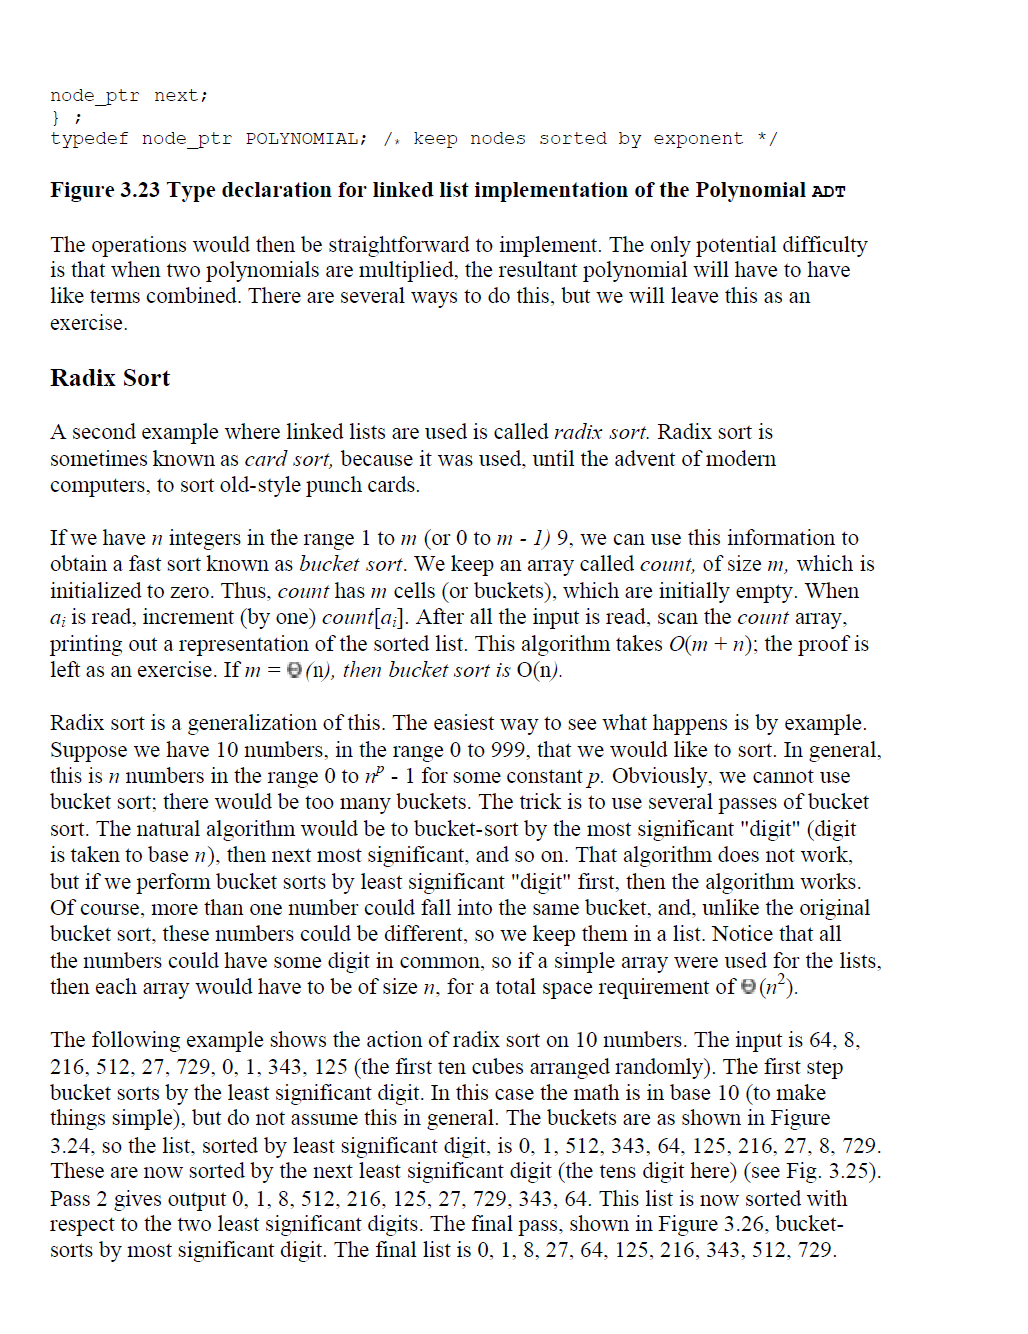 node_ptr next;
} ;
typedef node_ptr POLYNOMIAL; /* keep nodes sorted by exponent */
Figure 3.23 Type declaration for linked list implementation of the Polynomial ADT
The operations would then be straightforward to implement. The only potential difficulty
is that when two polynomials are multiplied, the resultant polynomial will have to have
like terms combined. There are several ways to do this, but we will leave this as an
exercise.
Radix Sort
A second example where linked lists are used is called radix sort. Radix sort is
sometimes known as card sort, because it was used, until the advent of modern
computers, to sort old-style punch cards.
If we have n integers in the range 1 to m (or 0 to m - 1) 9, we can use this information to
obtain a fast sort known as bucket sort. We keep an array called count, of size m, which is
initialized to zero. Thus, count has m cells (or buckets), which are initially empty. When
aᵢ is read, increment (by one) count[aᵢ]. After all the input is read, scan the count array,
printing out a representation of the sorted list. This algorithm takes O(m + n); the proof is
left as an exercise. If m = Θ(n), then bucket sort is O(n).
Radix sort is a generalization of this. The easiest way to see what happens is by example.
Suppose we have 10 numbers, in the range 0 to 999, that we would like to sort. In general,
this is n numbers in the range 0 to nᵖ - 1 for some constant p. Obviously, we cannot use
bucket sort; there would be too many buckets. The trick is to use several passes of bucket
sort. The natural algorithm would be to bucket-sort by the most significant "digit" (digit
is taken to base n), then next most significant, and so on. That algorithm does not work,
but if we perform bucket sorts by least significant "digit" first, then the algorithm works.
Of course, more than one number could fall into the same bucket, and, unlike the original
bucket sort, these numbers could be different, so we keep them in a list. Notice that all
the numbers could have some digit in common, so if a simple array were used for the lists,
then each array would have to be of size n, for a total space requirement of Θ(n²).
The following example shows the action of radix sort on 10 numbers. The input is 64, 8,
216, 512, 27, 729, 0, 1, 343, 125 (the first ten cubes arranged randomly). The first step
bucket sorts by the least significant digit. In this case the math is in base 10 (to make
things simple), but do not assume this in general. The buckets are as shown in Figure
3.24, so the list, sorted by least significant digit, is 0, 1, 512, 343, 64, 125, 216, 27, 8, 729.
These are now sorted by the next least significant digit (the tens digit here) (see Fig. 3.25).
Pass 2 gives output 0, 1, 8, 512, 216, 125, 27, 729, 343, 64. This list is now sorted with
respect to the two least significant digits. The final pass, shown in Figure 3.26, bucket-
sorts by most significant digit. The final list is 0, 1, 8, 27, 64, 125, 216, 343, 512, 729.